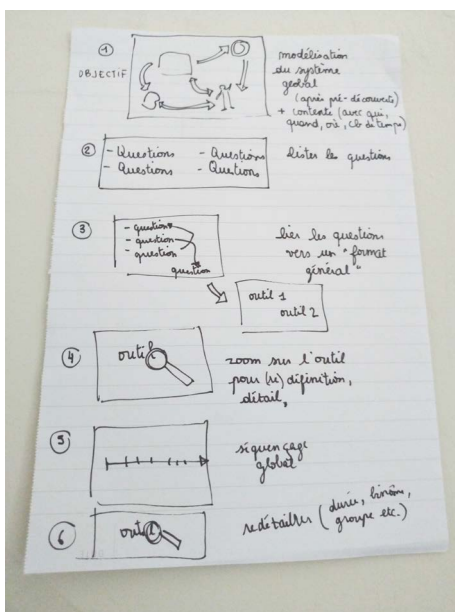 1
OBJECTIF
modélisation
du système
global
(après pré-découverte)
+ contexte (avec qui,
quand, où, cb de temps)
2
- Questions - Questions
- Questions - Questions
Lister les questions
3
- question
- question
- question
question
lier les questions
vers un "format
général"
outil 1
outil 2
4
outil
zoom sur l'outil
pour (re) définition,
détail,
5
séquençage
global
6
outil
redétailler (durée, binôme,
groupe etc.)